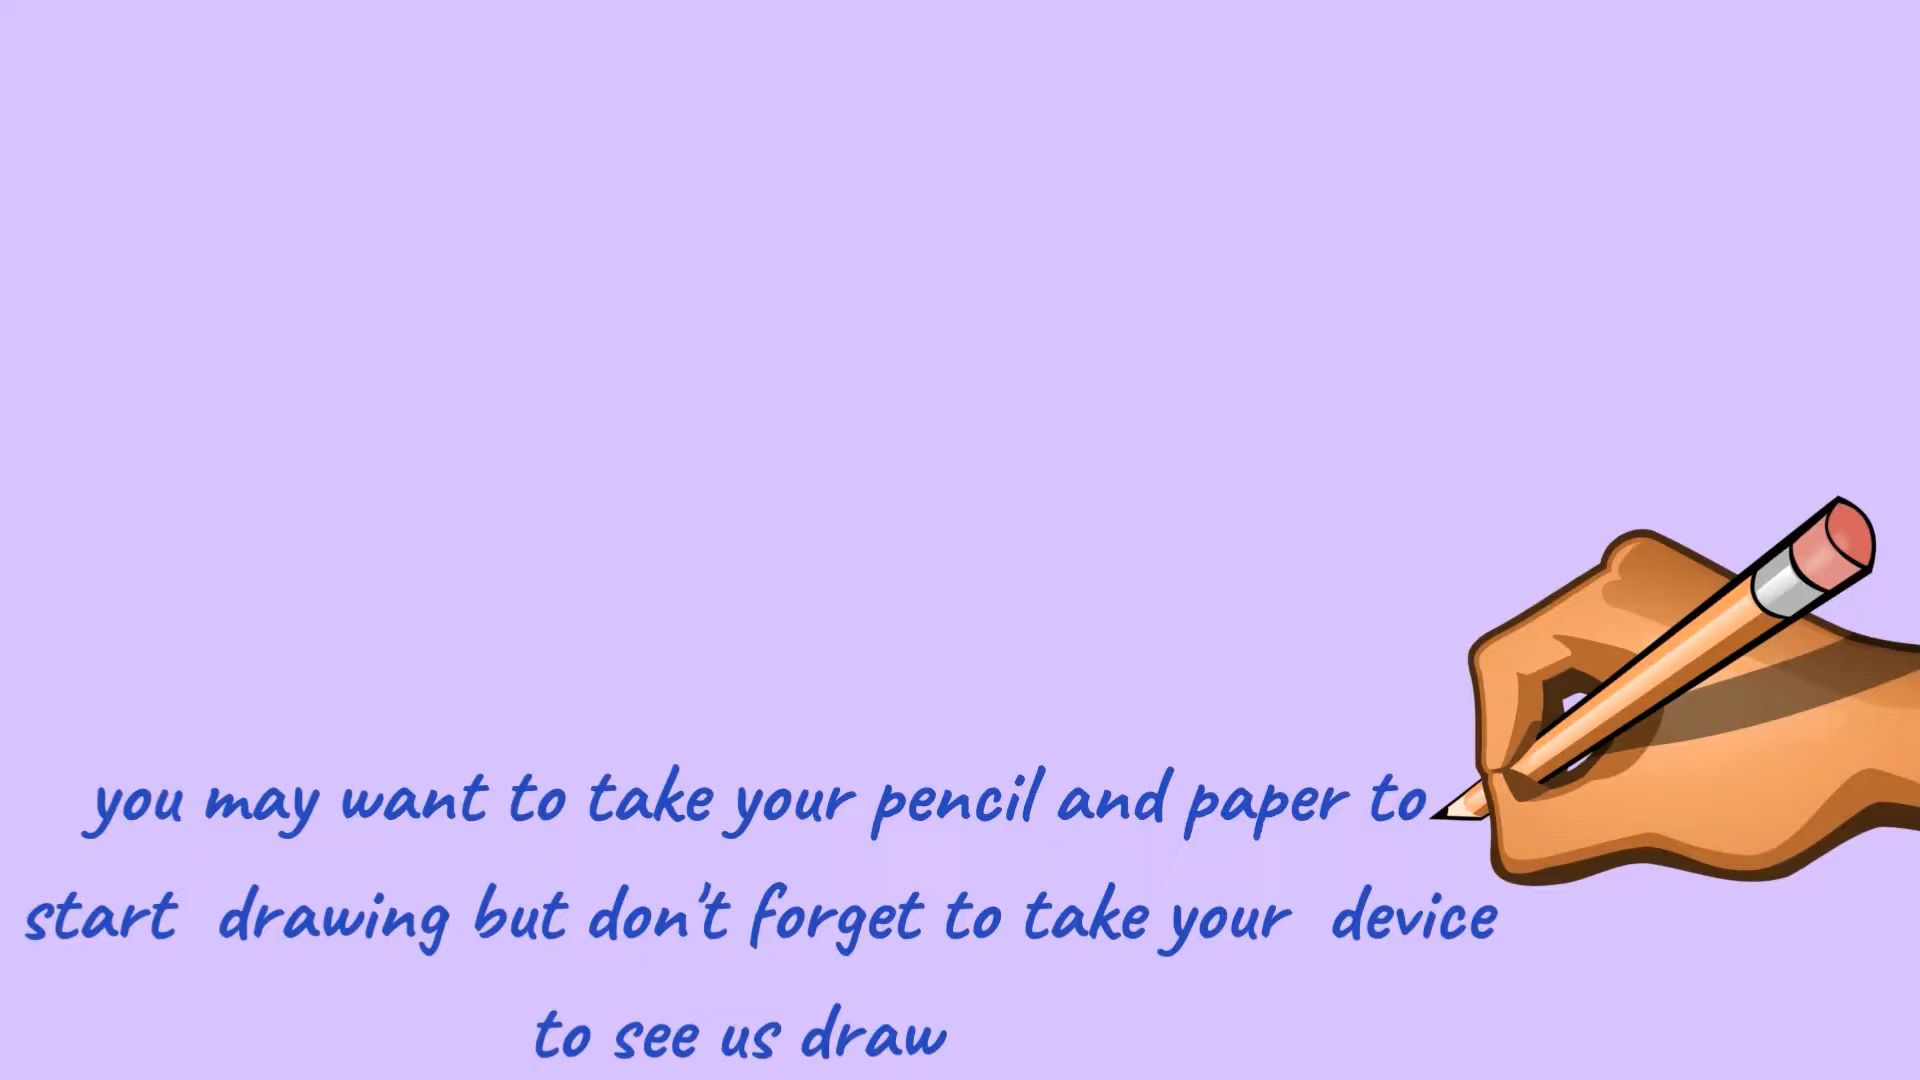 you may want to take your pencil and paper to
start drawing but don't forget to take your device
to see us draw